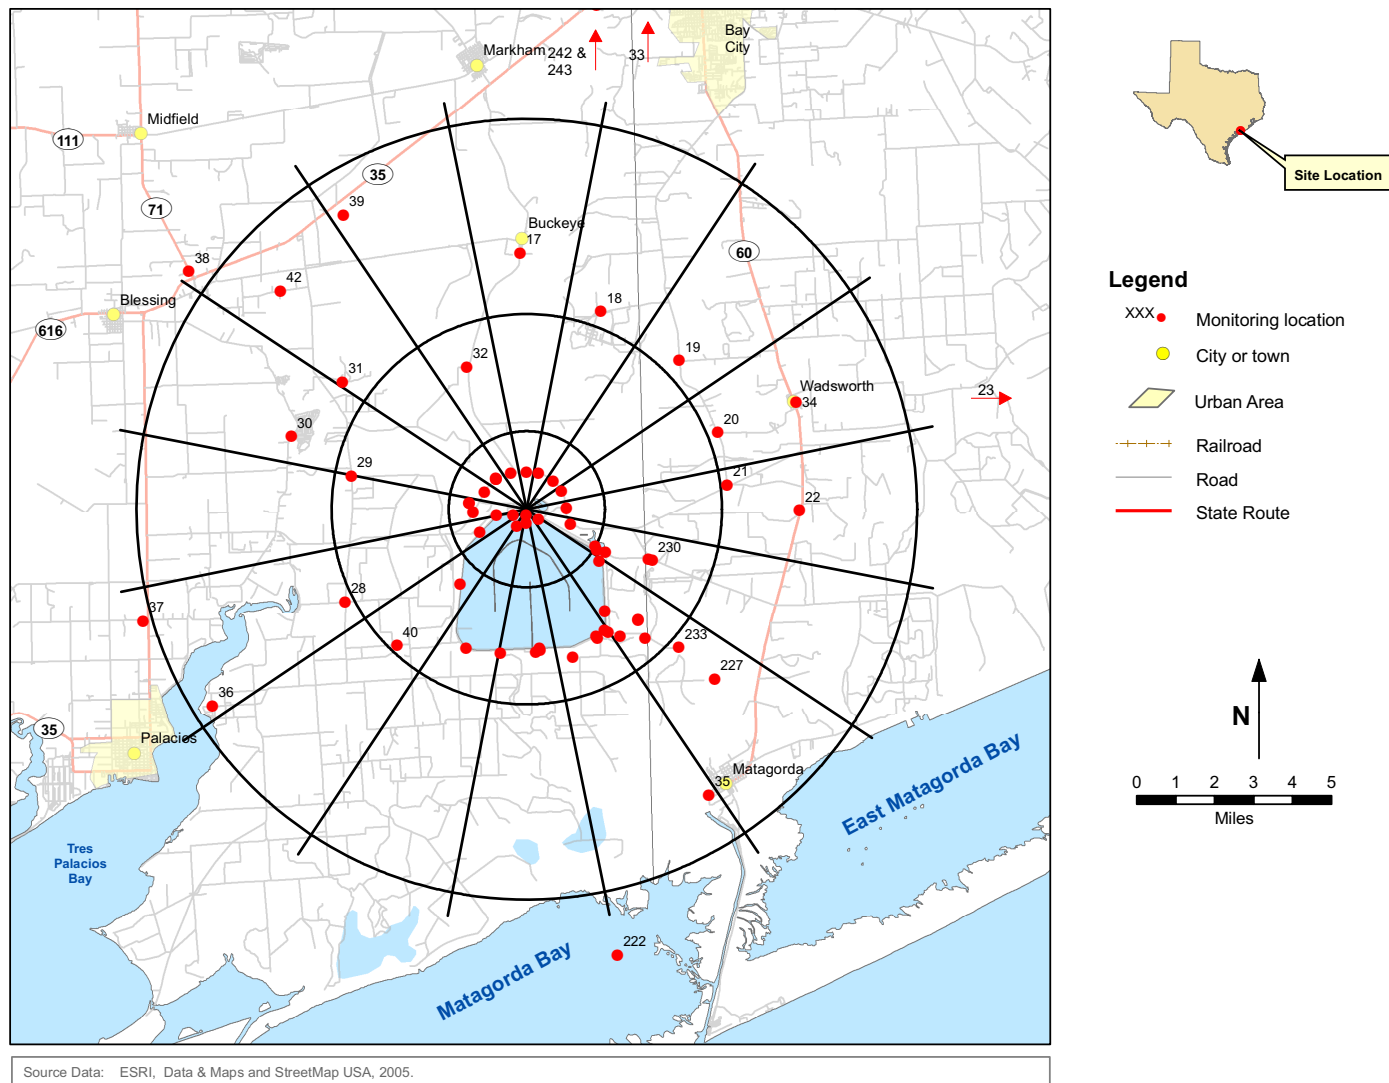 Markham
242 &
243
33
Bay
City
Midfield
111
35
71
39
Buckeye
17
60
38
42
18
Blessing
616
19
32
31
Wadsworth
34
23
30
20
29
21
22
230
28
37
40
233
227
36
35
Palacios
35
Matagorda
East Matagorda Bay
Tres
Palacios
Bay
222
Matagorda Bay
Site Location
Legend
XXX
Monitoring location
City or town
Urban Area
Railroad
Road
State Route
N
0 1 2 3 4 5
Miles
Source Data: ESRI, Data & Maps and StreetMap USA, 2005.